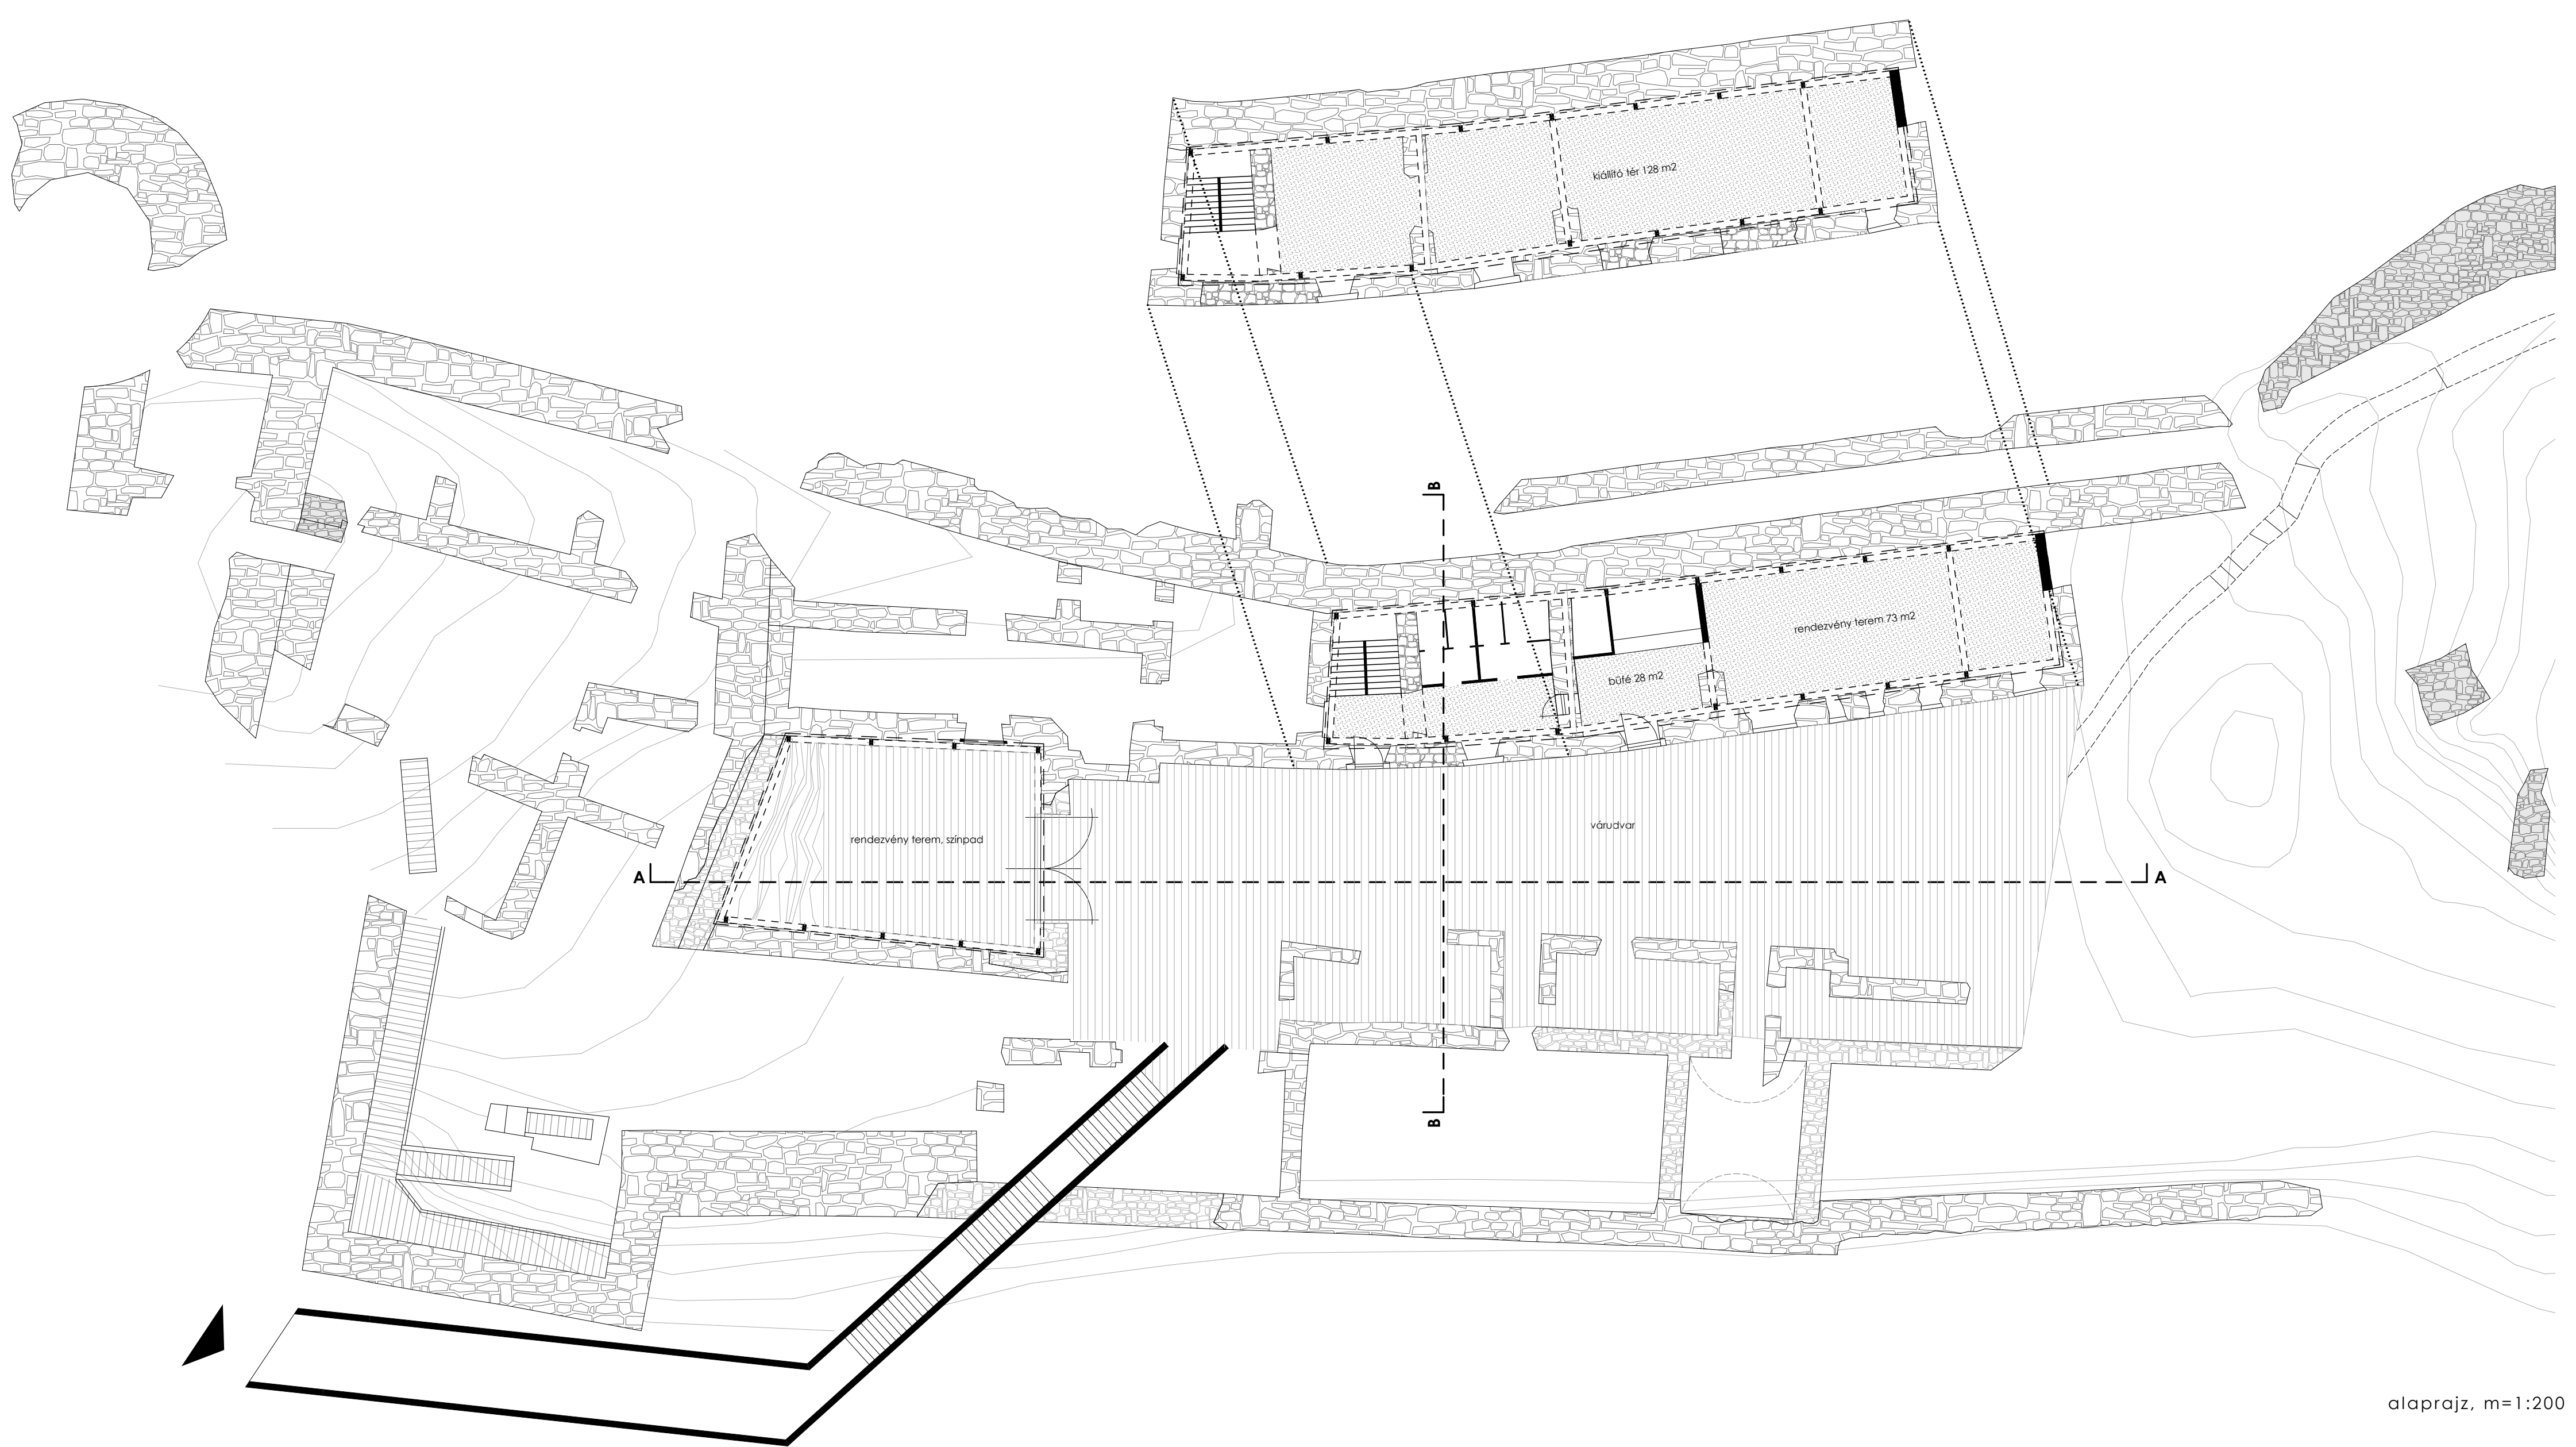 kiállító tér 128 m2
B
rendezvény terem 73 m2
büfé 28 m2
várudvar
rendezvény terem, színpad
A
A
B
alaprajz, m=1:200